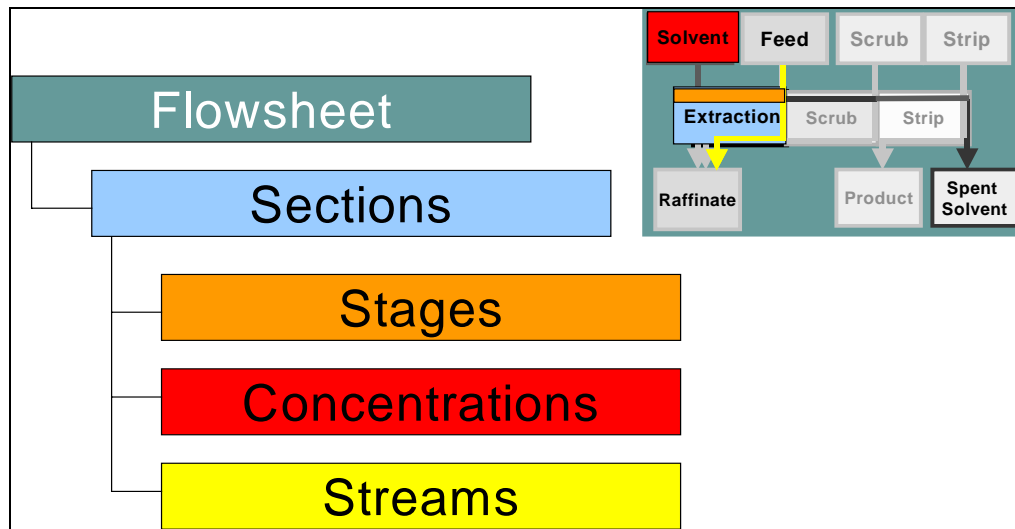 Flowsheet
Sections
Stages
Concentrations
Streams
Solvent
Feed
Scrub
Strip
Extraction
Scrub
Strip
Raffinate
Product
Spent
Solvent